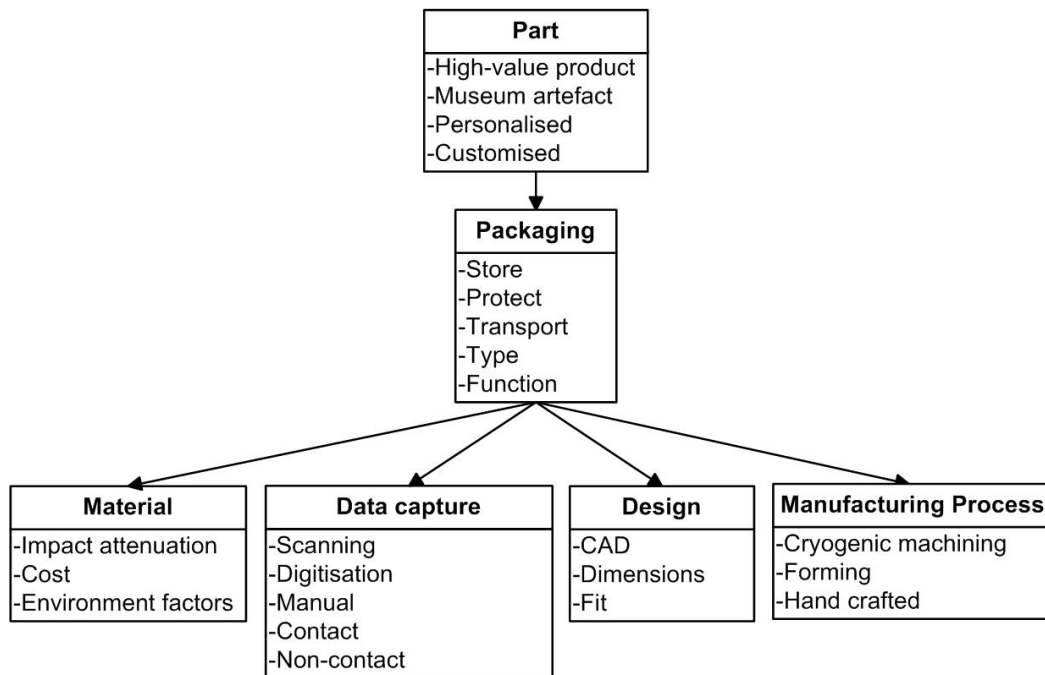 Part
-High-value product
-Museum artefact
-Personalised
-Customised
Packaging
-Store
-Protect
-Transport
-Type
-Function
Material
-Impact attenuation
-Cost
-Environment factors
Data capture
-Scanning
-Digitisation
-Manual
-Contact
-Non-contact
Design
-CAD
-Dimensions
-Fit
Manufacturing Process
-Cryogenic machining
-Forming
-Hand crafted